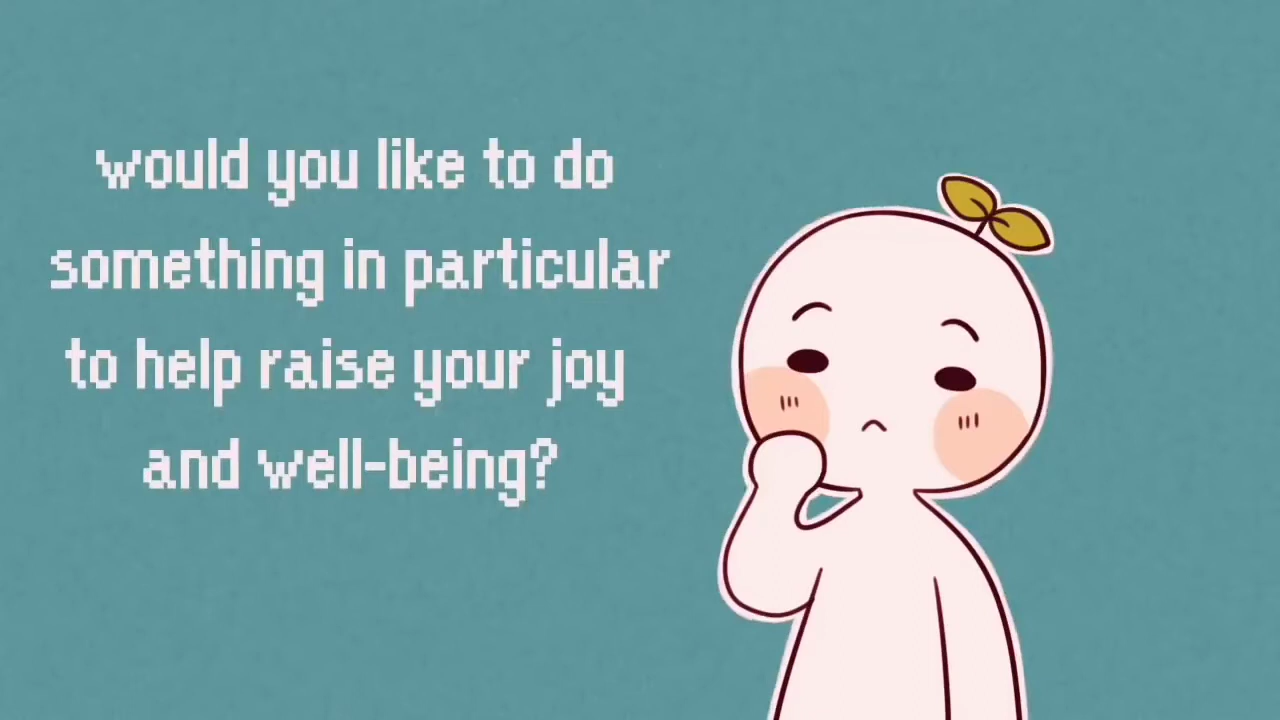 would you like to do
something in particular
to help raise your joy
and well-being?